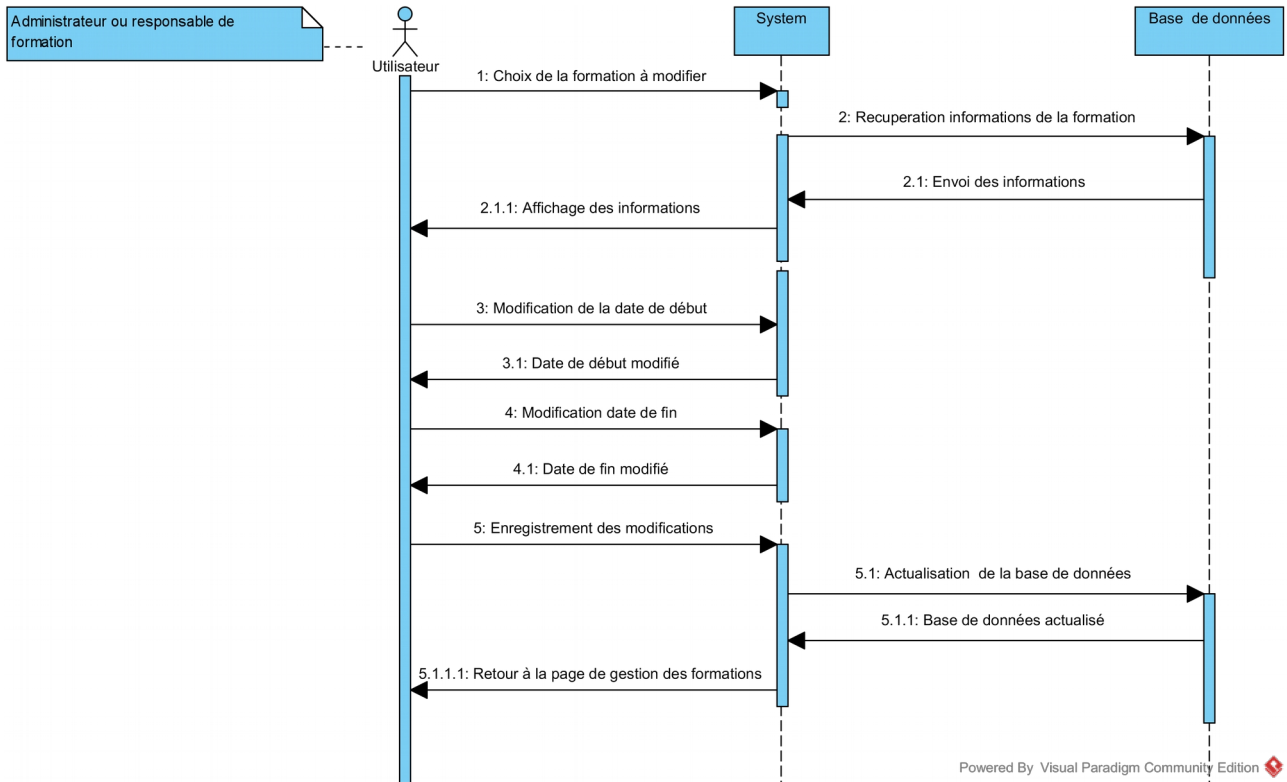 Administrateur ou responsable de
formation
Utilisateur
System
Base de données
1: Choix de la formation à modifier
2: Recuperation informations de la formation
2.1: Envoi des informations
2.1.1: Affichage des informations
3: Modification de la date de début
3.1: Date de début modifié
4: Modification date de fin
4.1: Date de fin modifié
5: Enregistrement des modifications
5.1: Actualisation de la base de données
5.1.1: Base de données actualisé
5.1.1.1: Retour à la page de gestion des formations
Powered By Visual Paradigm Community Edition